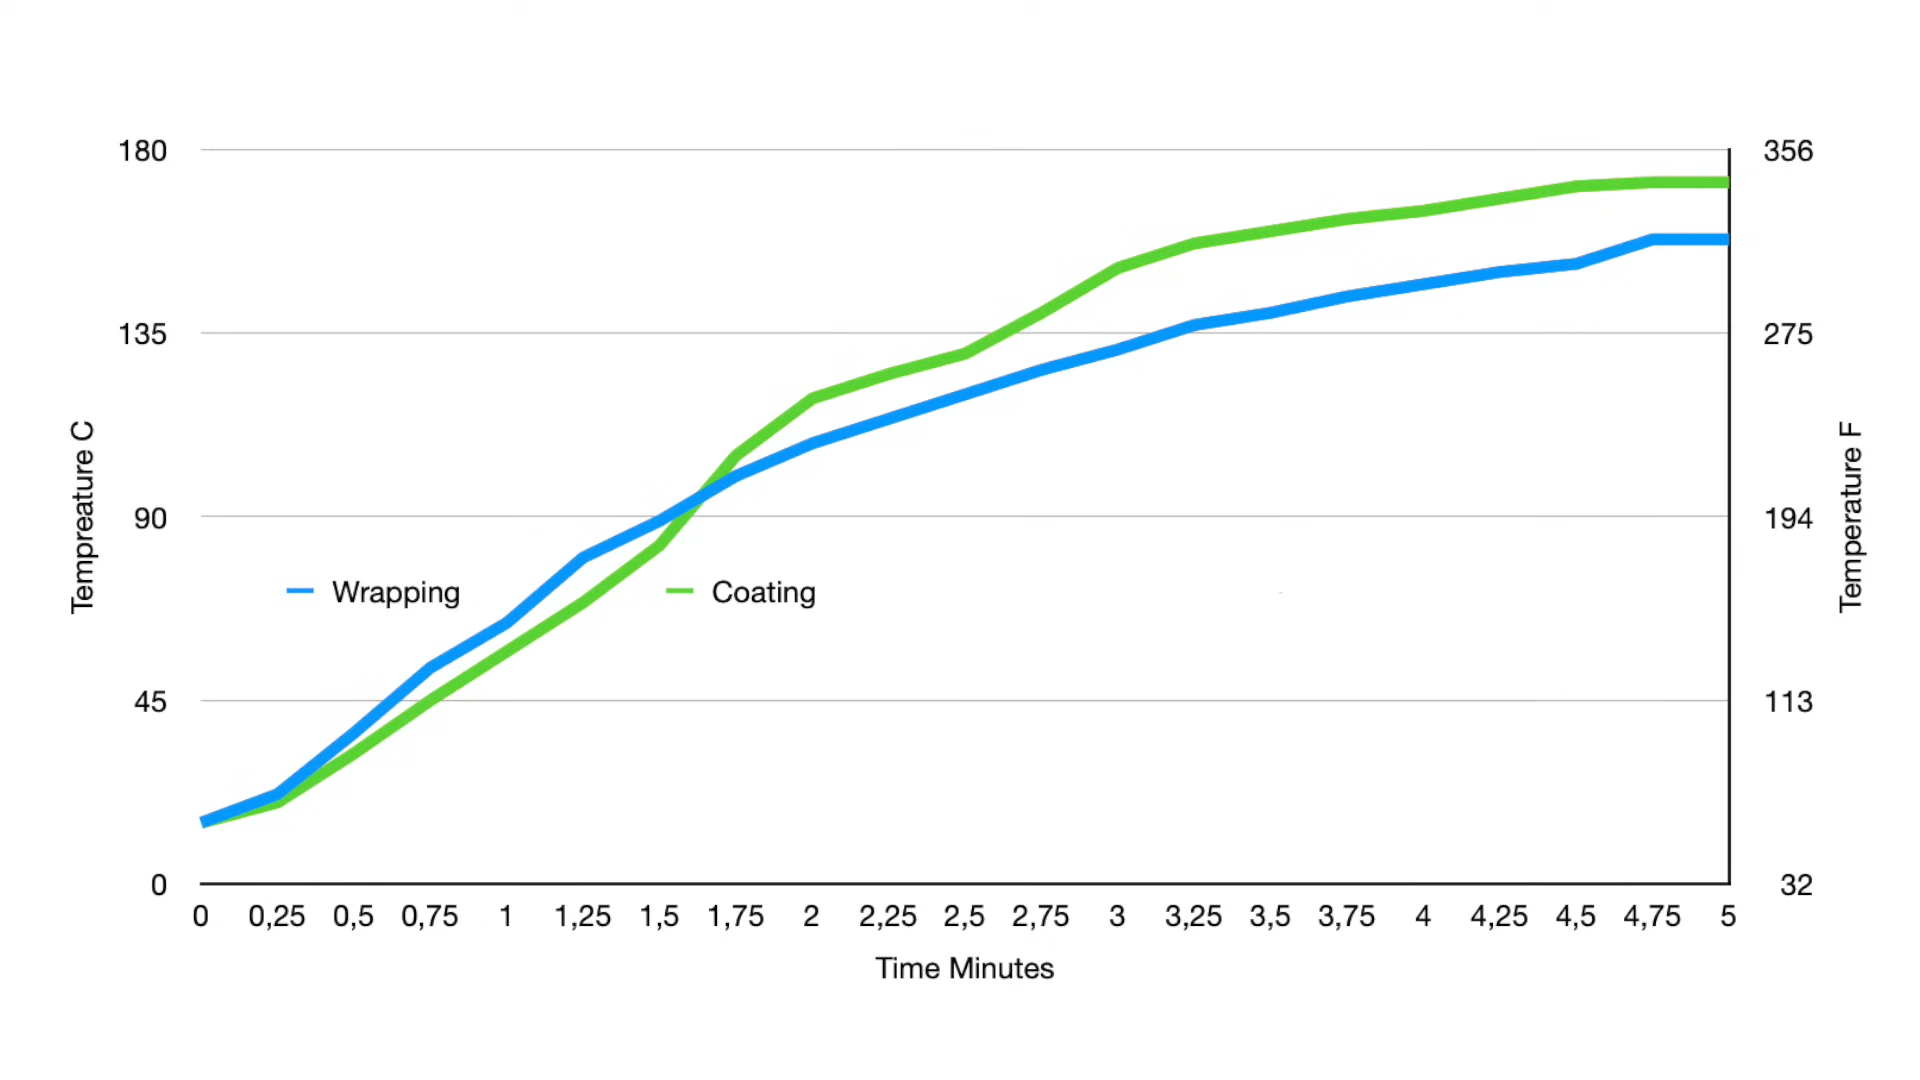 180
356
135
275
Tempreature C
Temperature F
90
194
Wrapping
Coating
45
113
0
32
0 0,25 0,5 0,75 1 1,25 1,5 1,75 2 2,25 2,5 2,75 3 3,25 3,5 3,75 4 4,25 4,5 4,75 5
Time Minutes